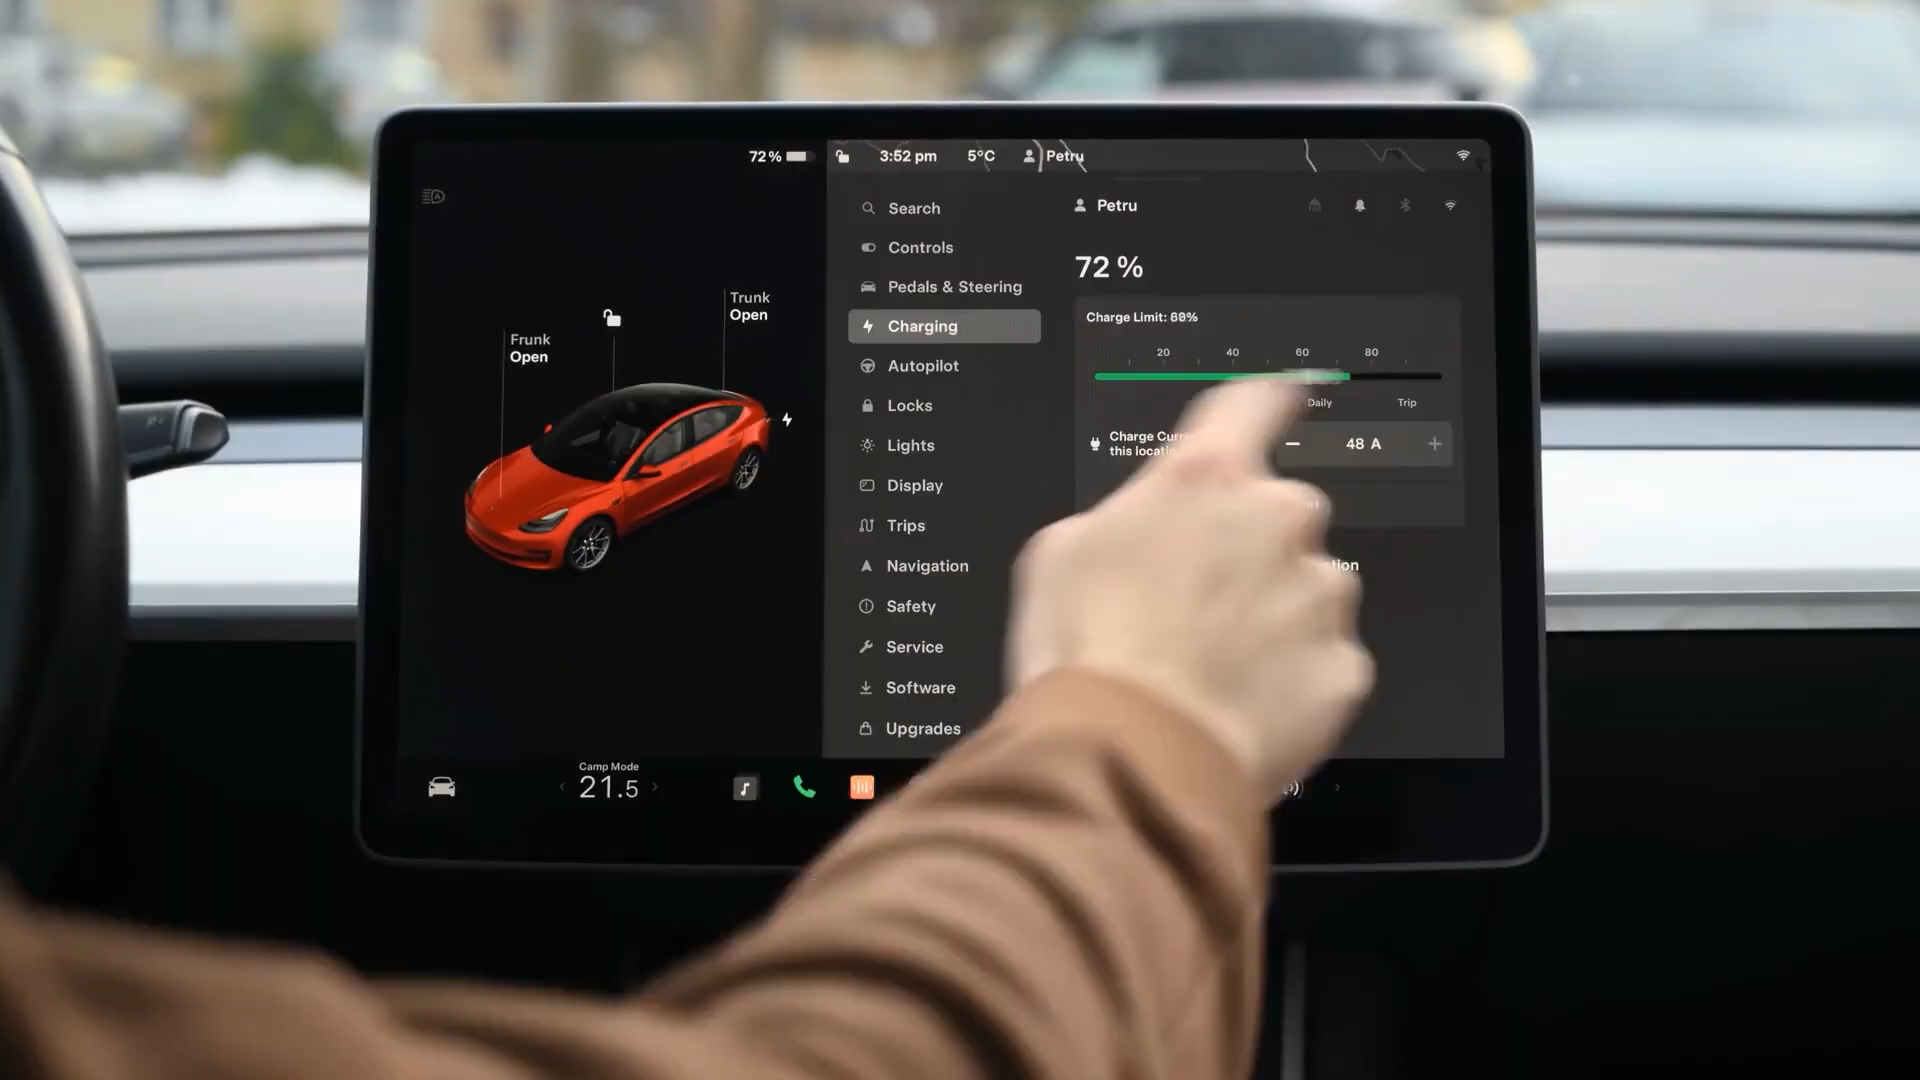 72 %
3:52 pm
5°C
Petru
Search
Controls
Pedals & Steering
Charging
Autopilot
Locks
Lights
Display
Trips
Navigation
Safety
Service
Software
Upgrades
Frunk
Open
Trunk
Open
Petru
72 %
Charge Limit:
20 40 60 80
Daily Trip
Charge
this
48 A
Camp Mode
21.5